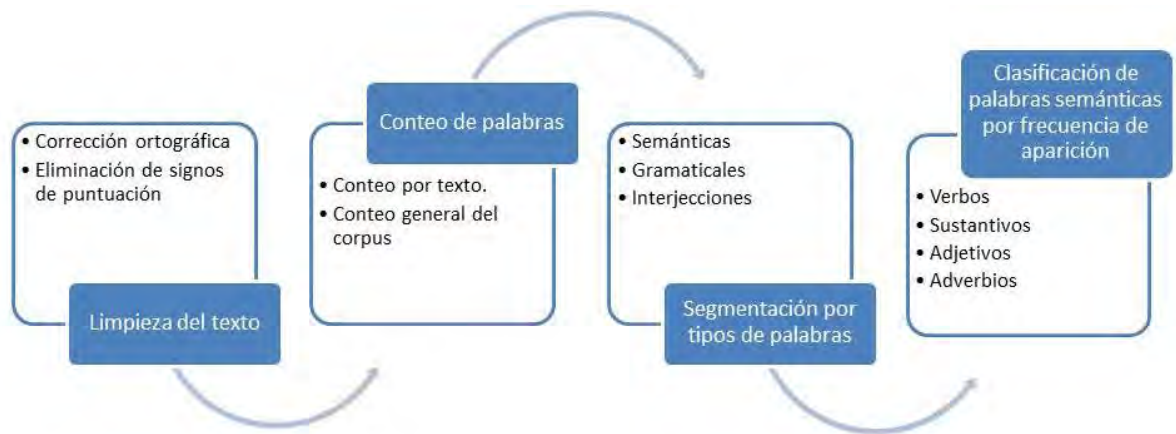 • Corrección ortográfica
• Eliminación de signos
de puntuación
Limpieza del texto
Conteo de palabras
• Conteo por texto.
• Conteo general del
corpus
• Semánticas
• Gramaticales
• Interjecciones
Segmentación por
tipos de palabras
Clasificación de
palabras semánticas
por frecuencia de
aparición
• Verbos
• Sustantivos
• Adjetivos
• Adverbios